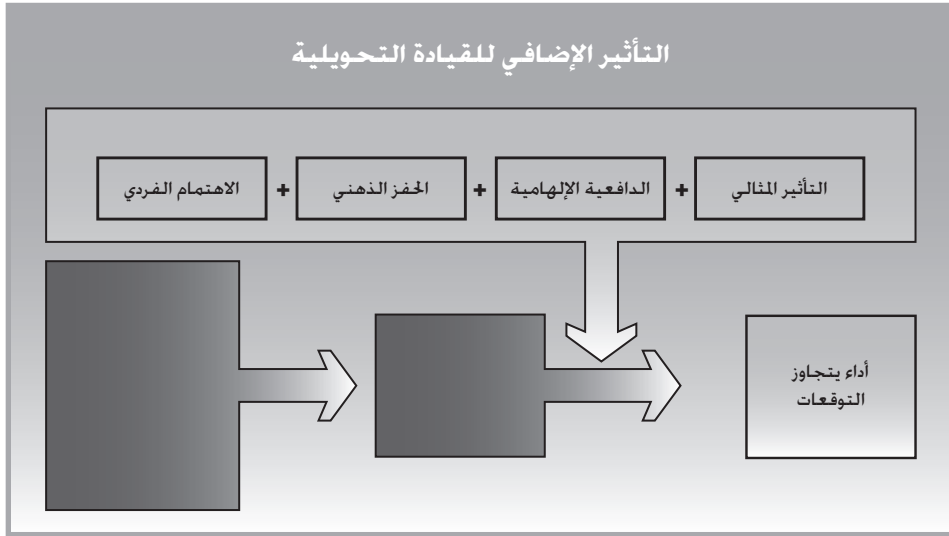 التأثير الإضافي للقيادة التحويلية
التأثير المثالي + الدافعية الإلهامية + الحفز الذهني + الاهتمام الفردي
أداء يتجاوز
التوقعات